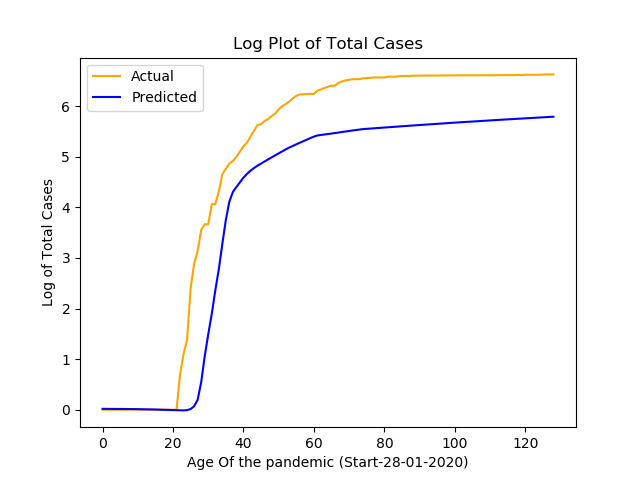 Log Plot of Total Cases
Actual
Predicted
Log of Total Cases
6
5
4
3
2
1
0
0 20 40 60 80 100 120
Age Of the pandemic (Start-28-01-2020)